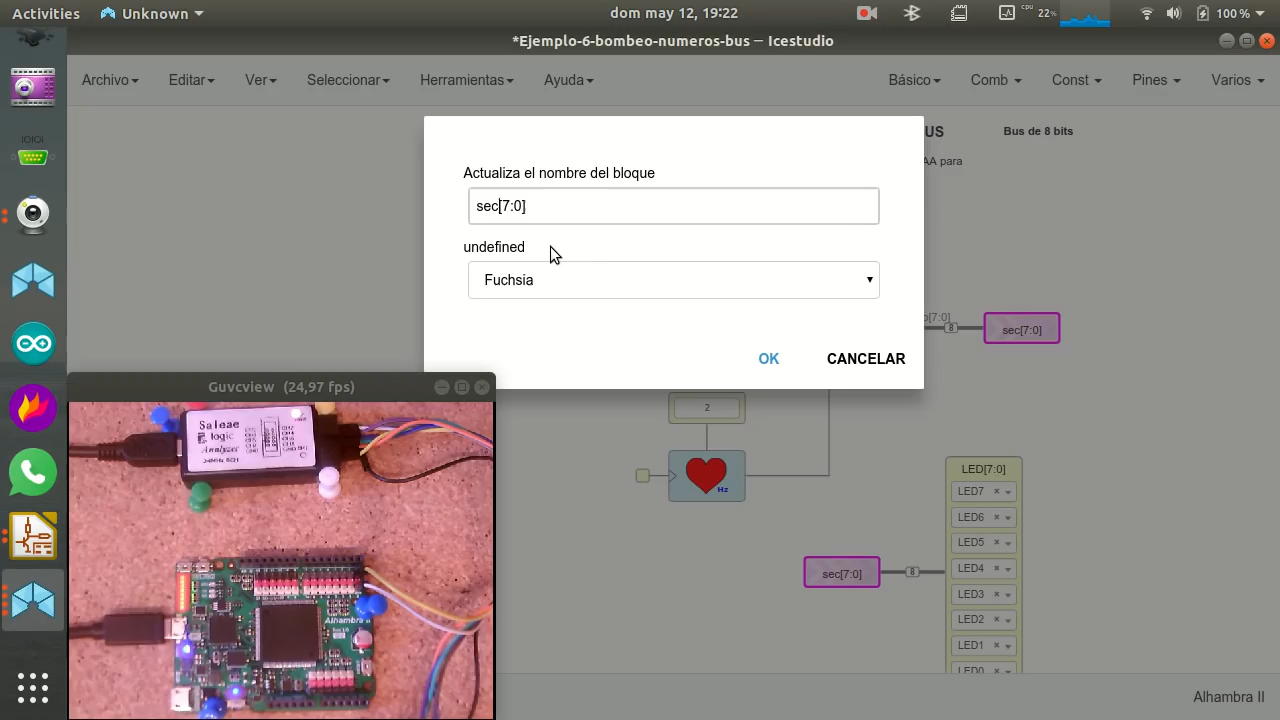 Activities
Unknown
dom may 12, 19:22
cpu
22%
100 %
*Ejemplo-6-bombeo-numeros-bus — Icestudio
Archivo
Editar
Ver
Seleccionar
Herramientas
Ayuda
Básico
Comb
Const
Pines
Varios
US
Bus de 8 bits
AA para
Actualiza el nombre del bloque
sec[7:0]
undefined
Fuchsia
OK
CANCELAR
[7:0]
8
sec[7:0]
2
Hz
sec[7:0]
8
LED[7:0]
LED7
LED6
LED5
LED4
LED3
LED2
LED1
LED0
Guvcview (24,97 fps)
Saleae
logic
Analyzer
Alhambra II
Alhambra II